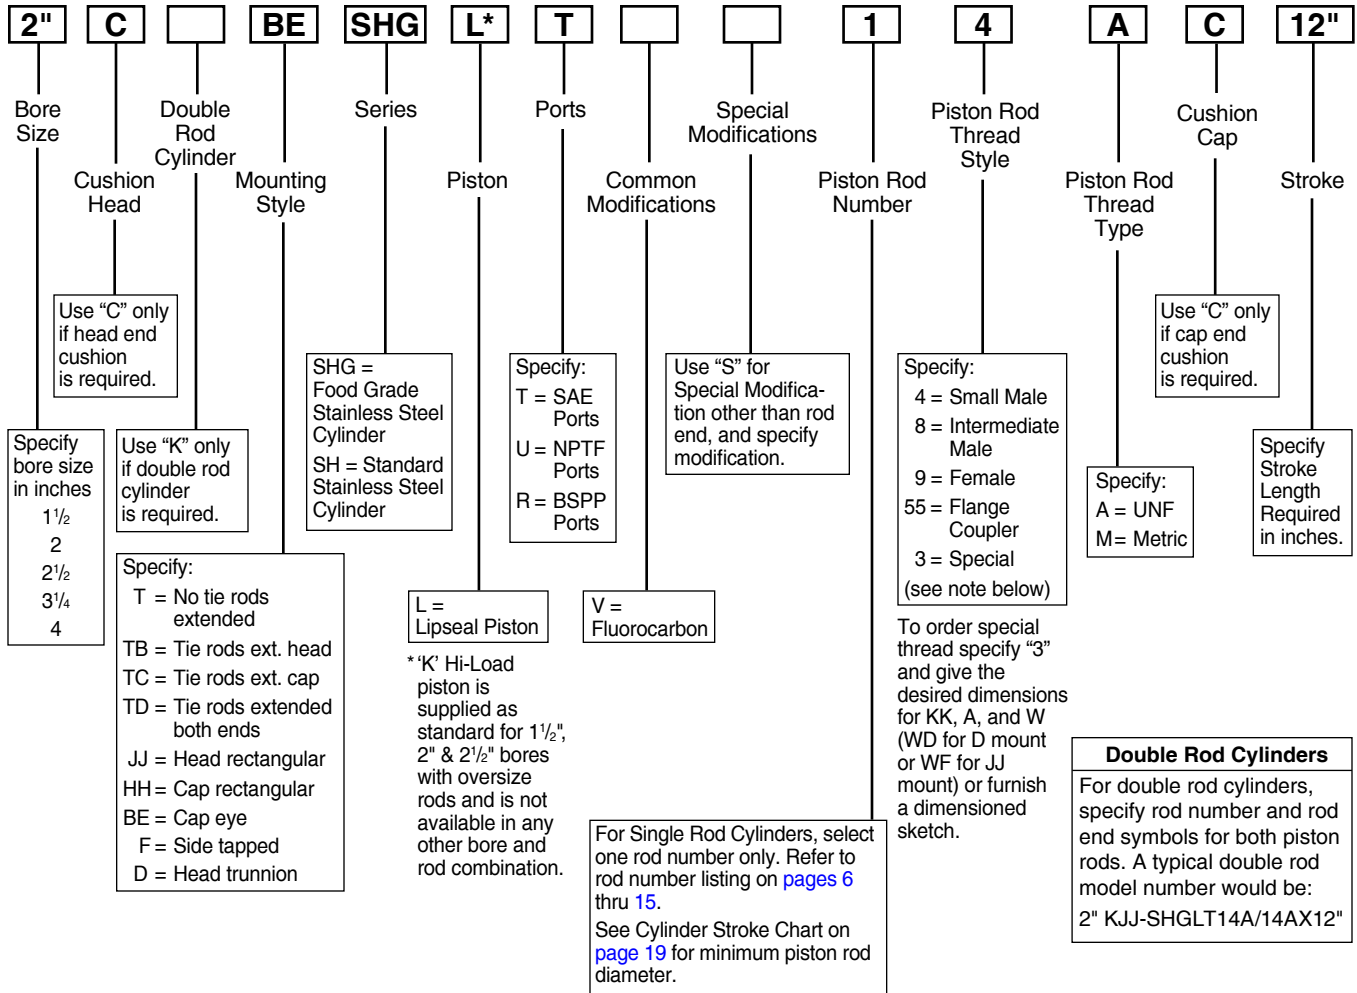 2" C BE SHG L* T 1 4 A C 12"
Bore
Size
Cushion
Head
Double
Rod
Cylinder
Mounting
Style
Series
Piston
Ports
Common
Modifications
Special
Modifications
Piston Rod
Number
Piston Rod
Thread
Style
Piston Rod
Thread
Type
Cushion
Cap
Stroke
Specify
bore size
in inches
1½
2
2½
3¼
4
Use “C” only
if head end
cushion
is required.
Use “K” only
if double rod
cylinder
is required.
Specify:
T = No tie rods
extended
TB = Tie rods ext. head
TC = Tie rods ext. cap
TD = Tie rods extended
both ends
JJ = Head rectangular
HH = Cap rectangular
BE = Cap eye
F = Side tapped
D = Head trunnion
SHG =
Food Grade
Stainless Steel
Cylinder
SH = Standard
Stainless Steel
Cylinder
L =
Lipseal Piston
* ‘K’ Hi-Load
piston is
supplied as
standard for 1½",
2" & 2½" bores
with oversize
rods and is not
available in any
other bore and
rod combination.
Specify:
T = SAE
Ports
U = NPTF
Ports
R = BSPP
Ports
V =
Fluorocarbon
Use “S” for
Special Modifica-
tion other than rod
end, and specify
modification.
For Single Rod Cylinders, select
one rod number only. Refer to
rod number listing on pages 6
thru 15.
See Cylinder Stroke Chart on
page 19 for minimum piston rod
diameter.
Specify:
4 = Small Male
8 = Intermediate
Male
9 = Female
55 = Flange
Coupler
3 = Special
(see note below)
To order special
thread specify “3”
and give the
desired dimensions
for KK, A, and W
(WD for D mount
or WF for JJ
mount) or furnish
a dimensioned
sketch.
Specify:
A = UNF
M = Metric
Use “C” only
if cap end
cushion
is required.
Specify
Stroke
Length
Required
in inches.
Double Rod Cylinders
For double rod cylinders,
specify rod number and rod
end symbols for both piston
rods. A typical double rod
model number would be:
2" KJJ-SHGLT14A/14AX12"